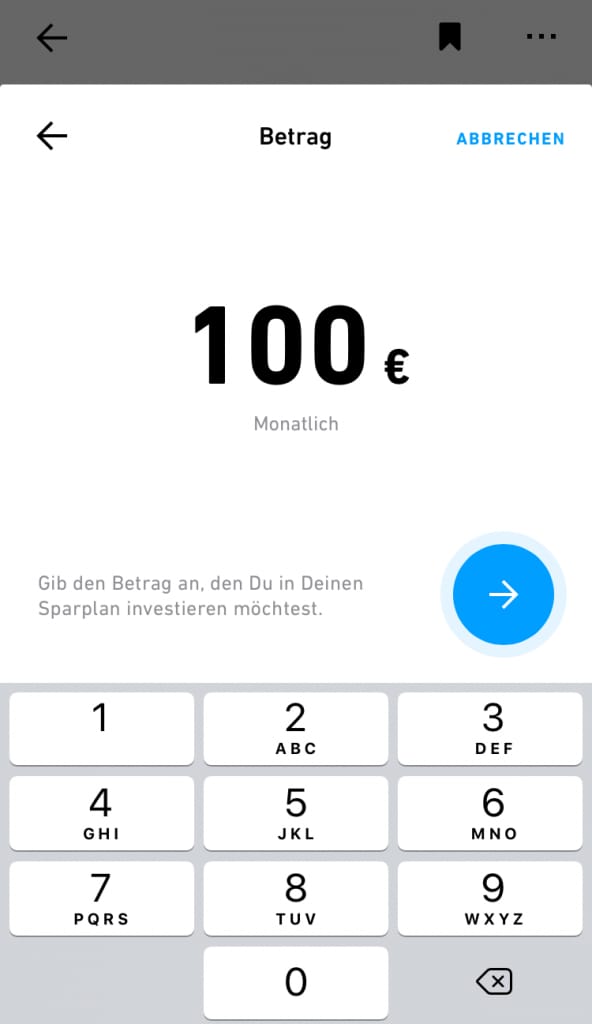 Betrag
ABBRECHEN
100 €
Monatlich
Gib den Betrag an, den Du in Deinen
Sparplan investieren möchtest.
1
2
ABC
3
DEF
4
GHI
5
JKL
6
MNO
7
PQRS
8
TUV
9
WXYZ
0